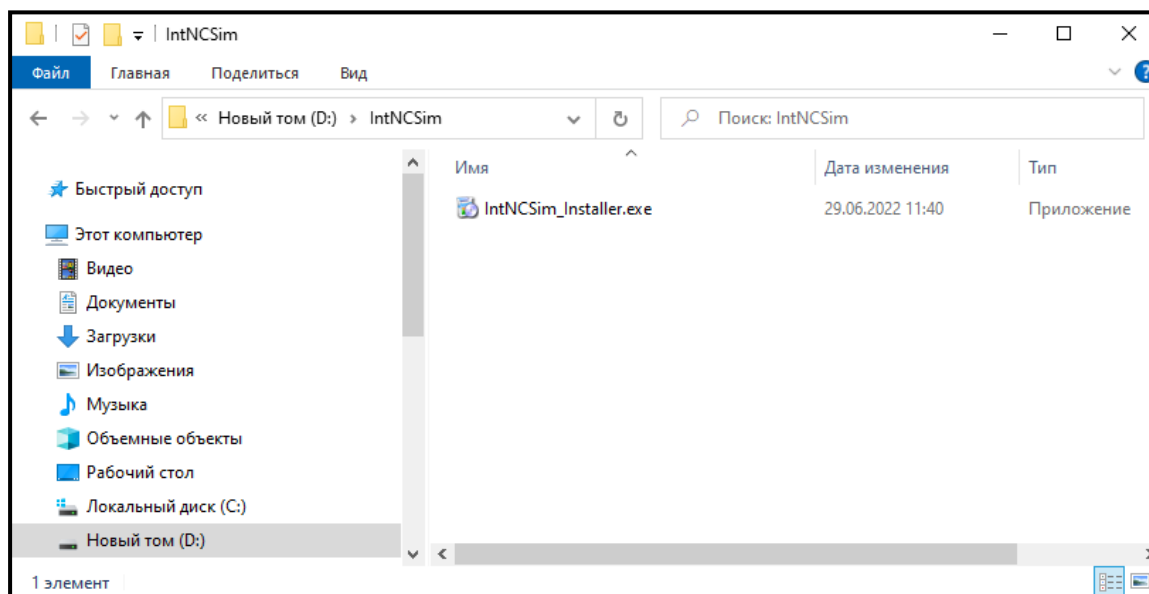 IntNCSim
Файл Главная Поделиться Вид
« Новый том (D:) › IntNCSim Поиск: IntNCSim
Имя Дата изменения Тип
Быстрый доступ
IntNCSim_Installer.exe 29.06.2022 11:40 Приложение
Этот компьютер
Видео
Документы
Загрузки
Изображения
Музыка
Объемные объекты
Рабочий стол
Локальный диск (C:)
Новый том (D:)
1 элемент